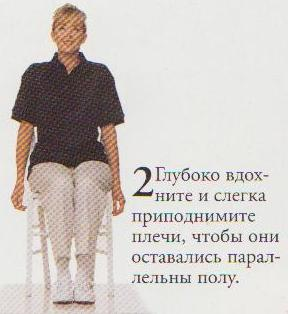 2 Глубоко вдох-
ните и слегка
приподнимите
плечи, чтобы они
оставались парал-
лельны полу.